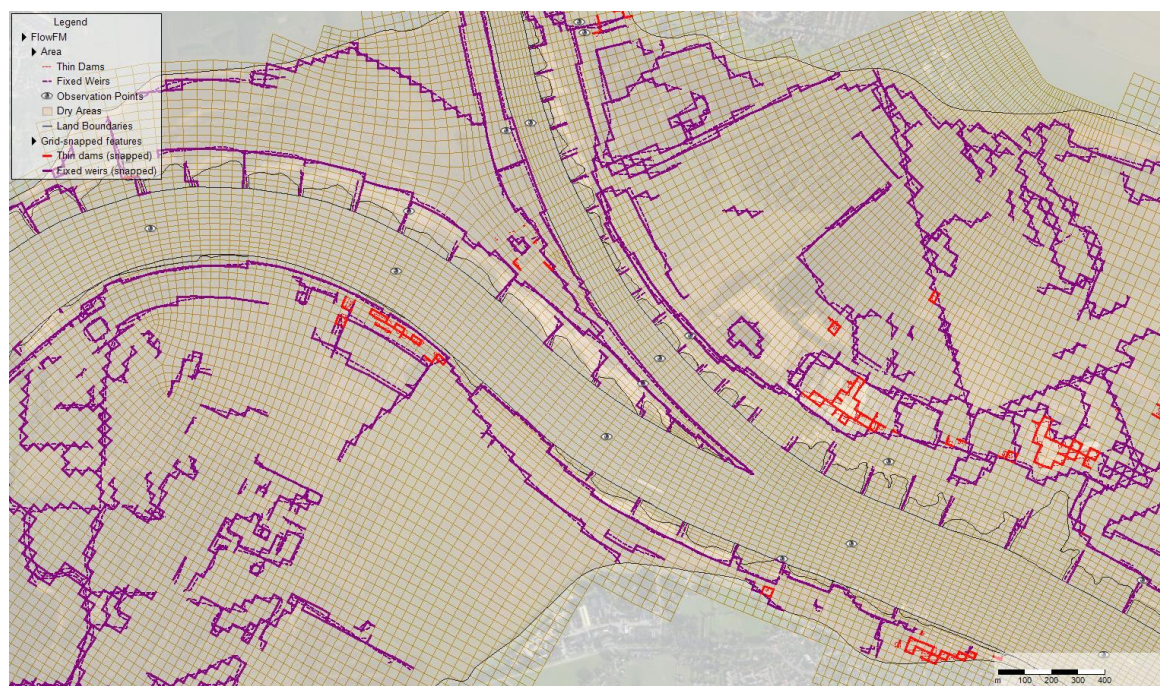 Legend
FlowFM
Area
Thin Dams
Fixed Weirs
Observation Points
Dry Areas
Land Boundaries
Grid-snapped features
Thin dams (snapped)
Fixed weirs (snapped)
m 100 200 300 400